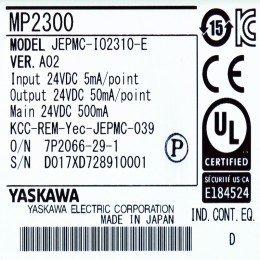 MP2300
MODEL JEPMC-IO2310-E
VER. A02
Input 24VDC 5mA/point
Output 24VDC 50mA/point
Main 24VDC 500mA
KCC-REM-Yec-JEPMC-039
O/N 7P2066-29-1
S/N D017XD728910001
P
15
KC
CE
UL
CERTIFIED
SÉCURITÉ US CA
E184524
YASKAWA
YASKAWA ELECTRIC CORPORATION
MADE IN JAPAN
IND. CONT. EQ.
D